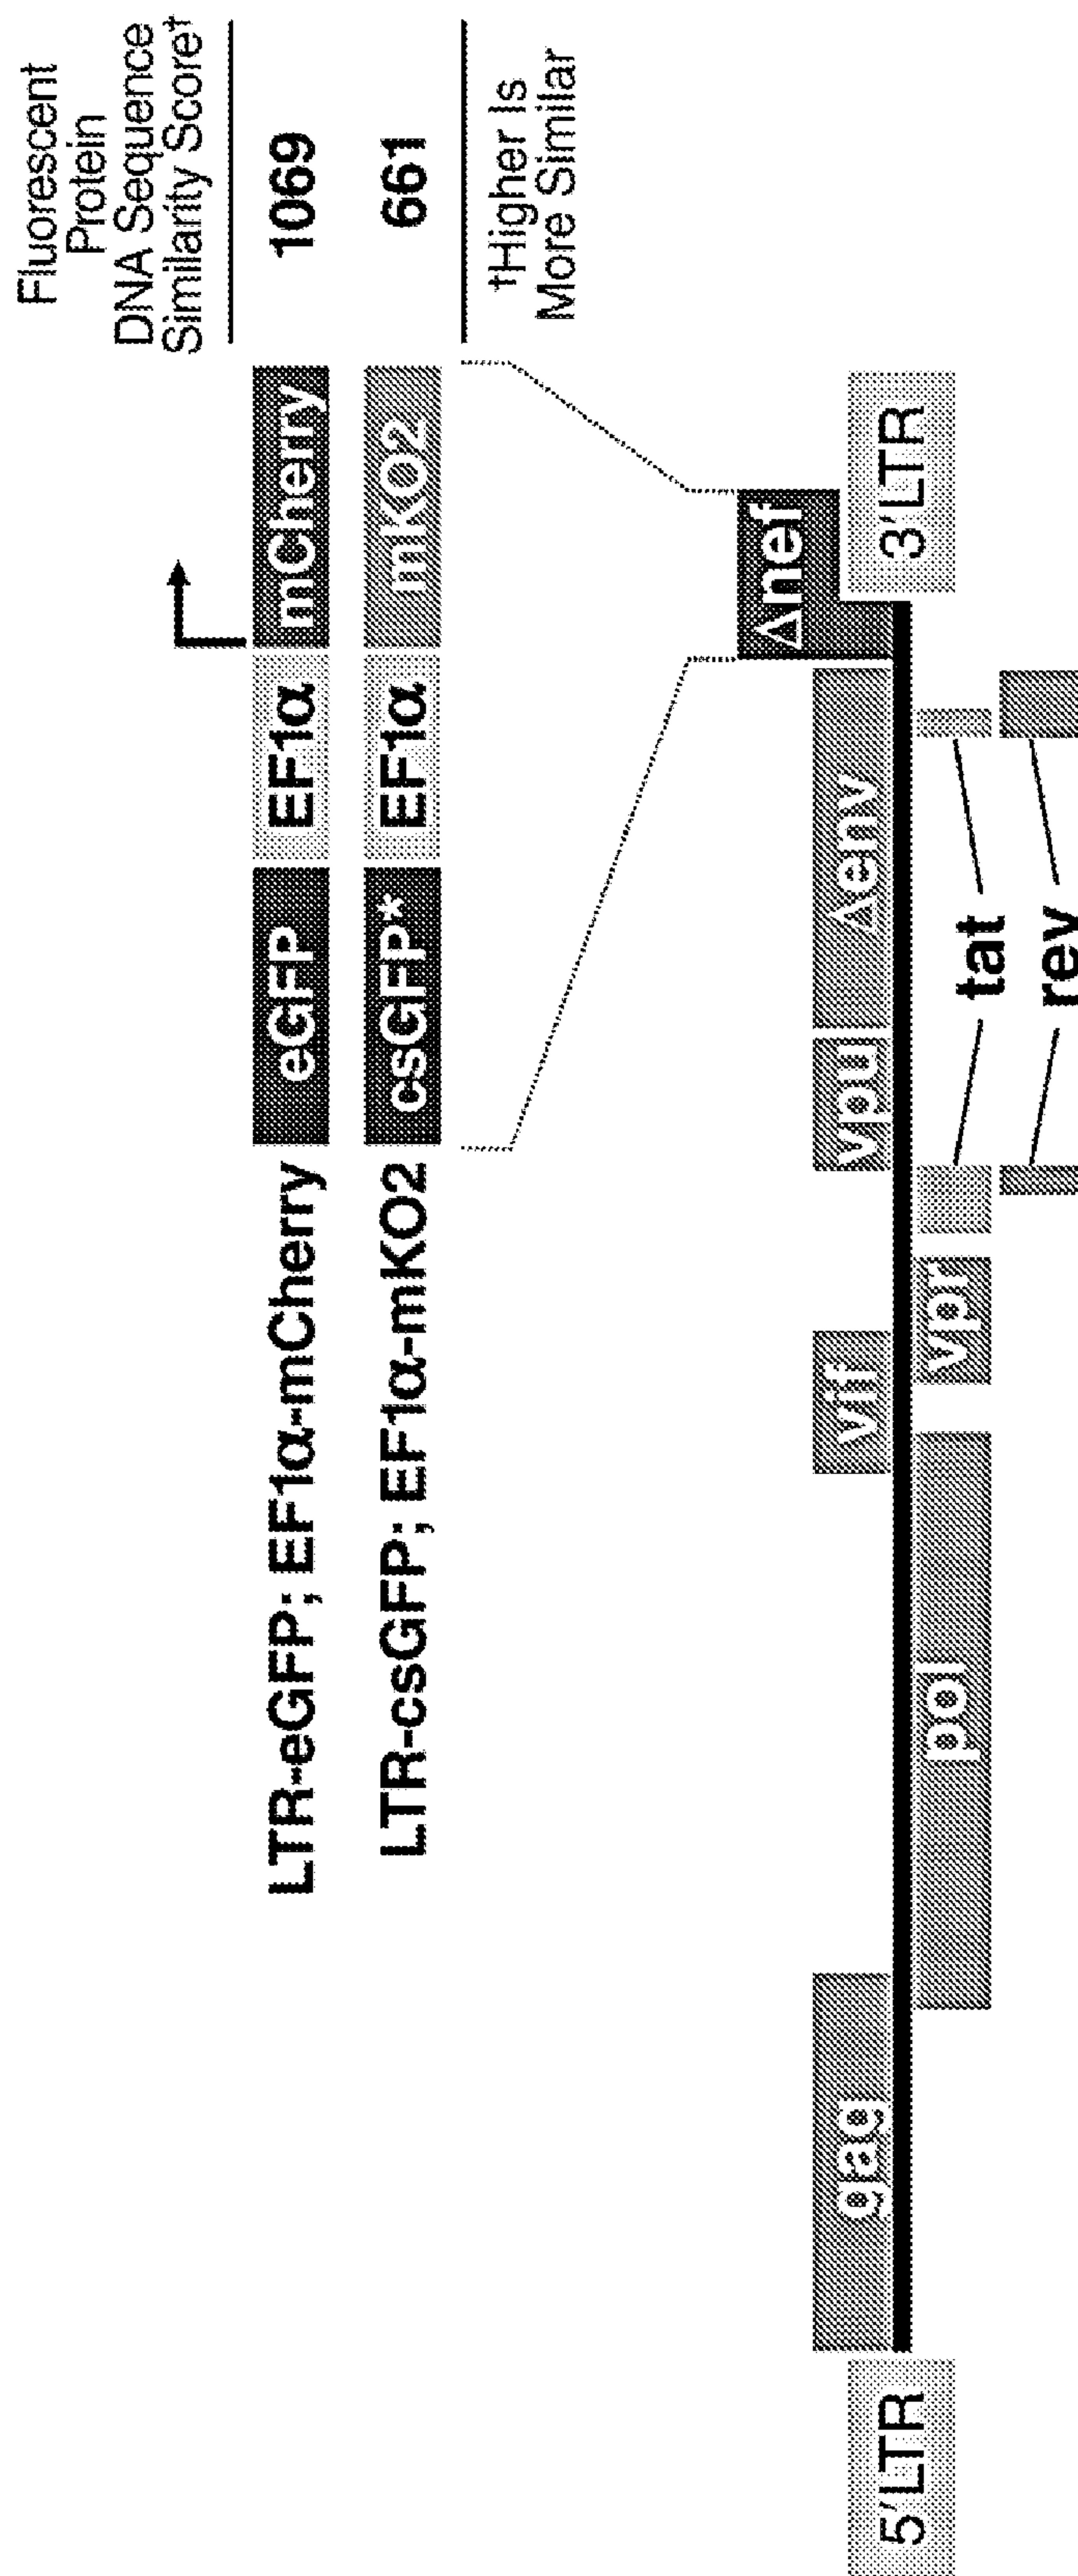 Fluorescent
Protein
DNA Sequence
Similarity Score†
LTR-eGFP; EF1α-mCherry
eGFP
EF1α
mCherry
1069
LTR-csGFP; EF1α-mKO2
csGFP*
EF1α
mKO2
661
†Higher Is
More Similar
Δnef
5'LTR
gag
vif
vpu
Δenv
3'LTR
pol
vpr
tat
rev